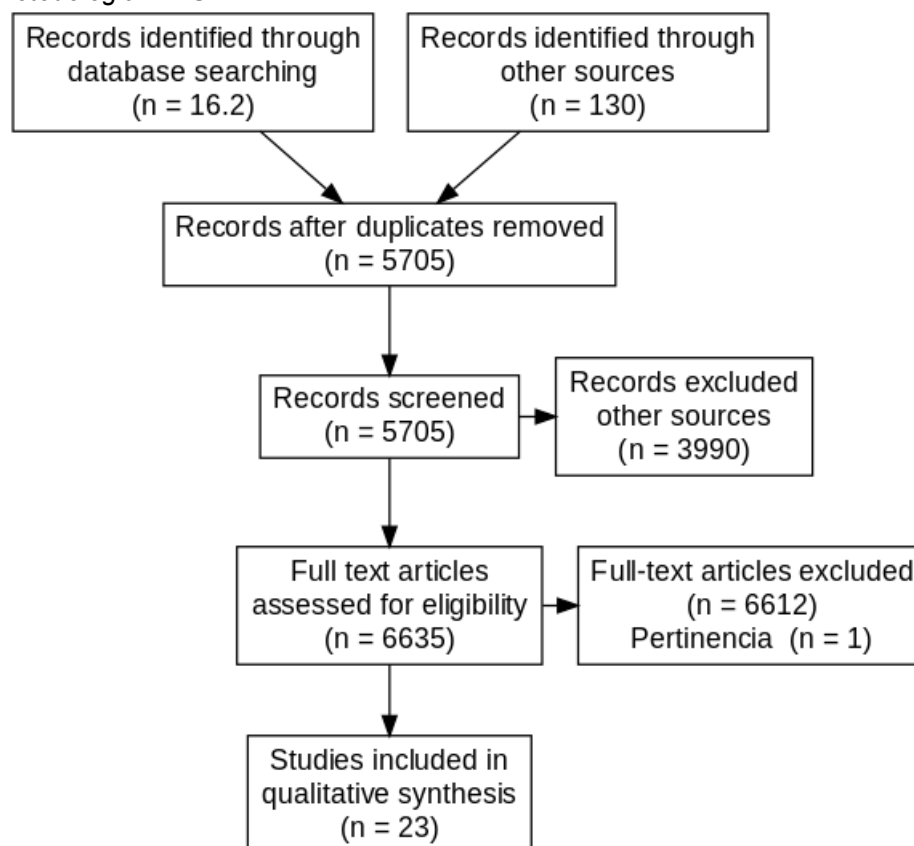 Records identified through
database searching
(n = 16.2)
Records identified through
other sources
(n = 130)
Records after duplicates removed
(n = 5705)
Records screened
(n = 5705)
Records excluded
other sources
(n = 3990)
Full text articles
assessed for eligibility
(n = 6635)
Full-text articles excluded
(n = 6612)
Pertinencia (n = 1)
Studies included in
qualitative synthesis
(n = 23)